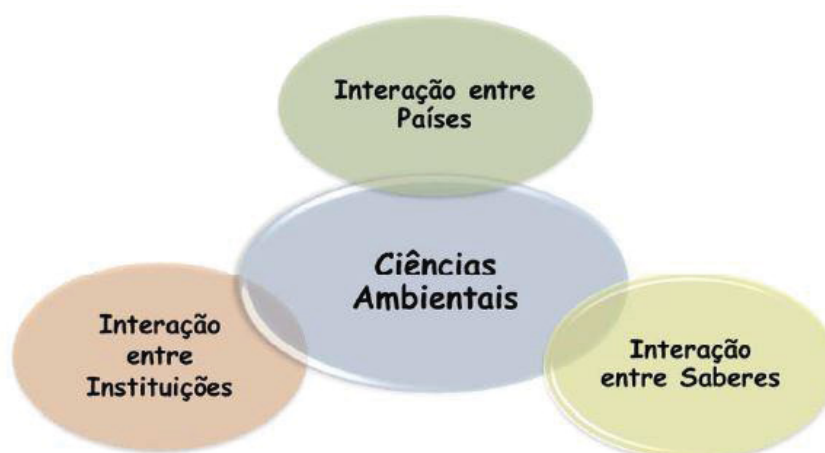 Interação entre
Países
Ciências
Ambientais
Interação
entre
Instituições
Interação
entre Saberes